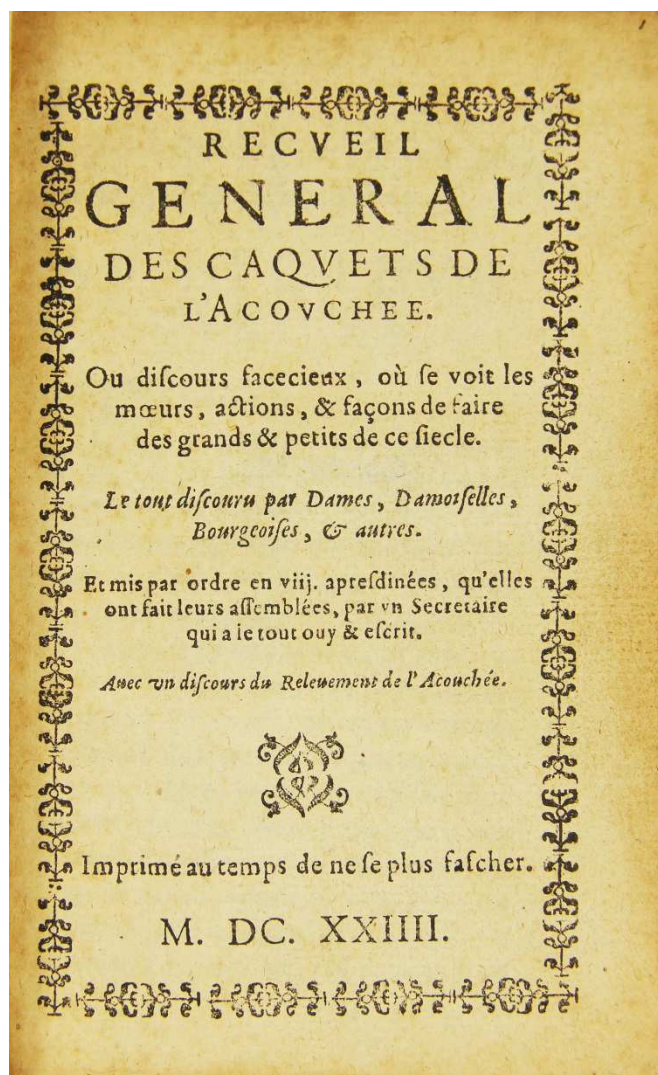 RECVEIL
GENERAL
DES CAQVETS DE
L'ACOVCHEE.
Ou diſcours facecieux, où ſe voit les
mœurs, actions, & façons de faire
des grands & petits de ce ſiecle.
Le tout diſcouru par Dames, Damoiſelles,
Bourgeoiſes, & autres.
Et mis par ordre en viij. apreſdinées, qu'elles
ont fait leurs aſſemblées, par vn Secretaire
qui a le tout ouy & eſcrit.
Auec vn diſcours du Releuement de l'Acouchée.
Imprimé au temps de ne ſe plus faſcher.
M. DC. XXIIII.